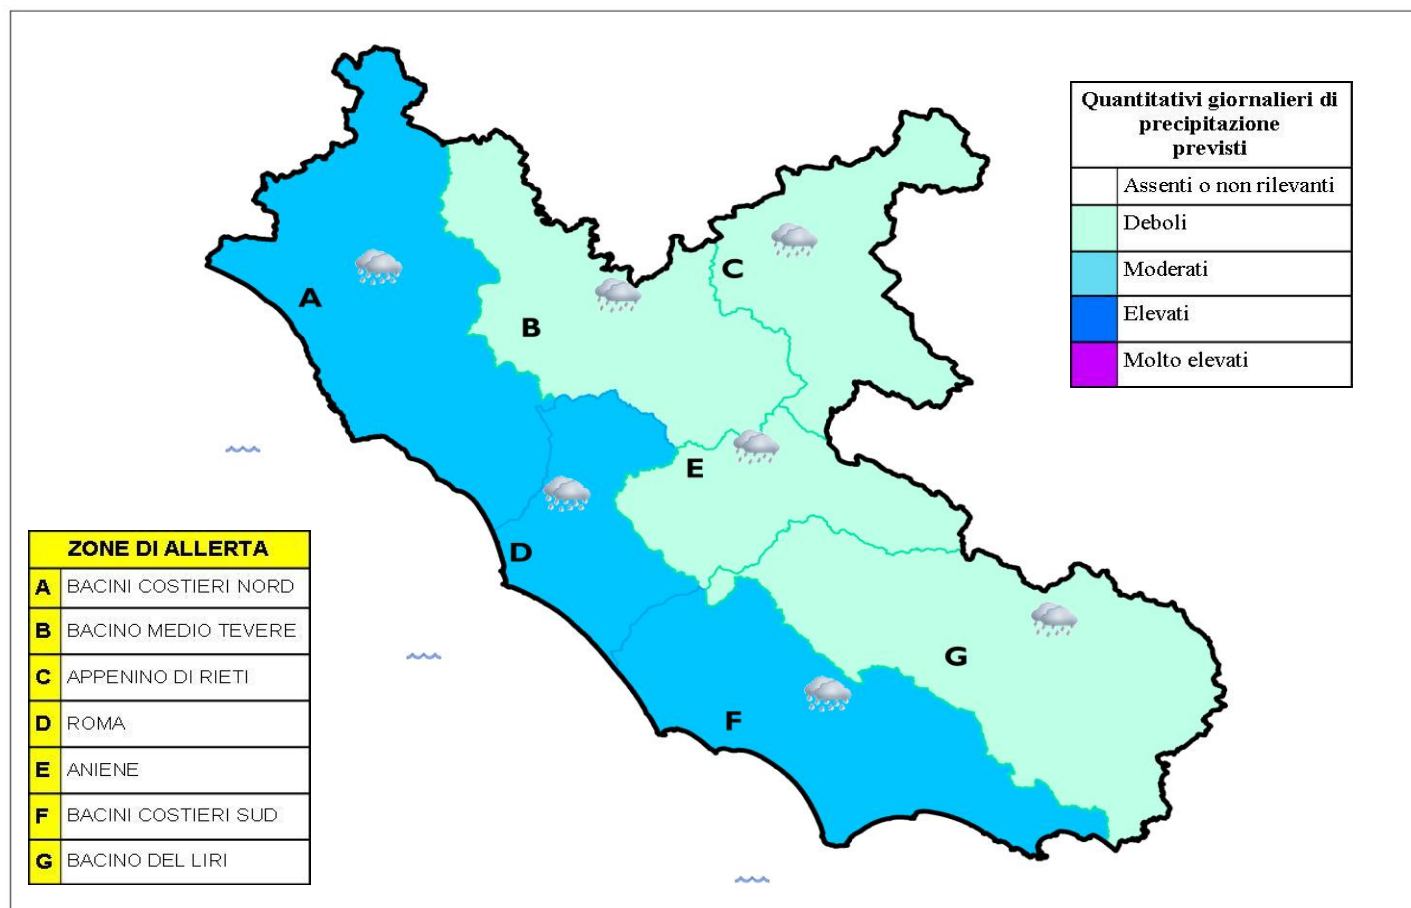 Quantitativi giornalieri di
precipitazione
previsti
Assenti o non rilevanti
Deboli
Moderati
Elevati
Molto elevati
C
A
B
E
D
G
F
ZONE DI ALLERTA
A BACINI COSTIERI NORD
B BACINO MEDIO TEVERE
C APPENINO DI RIETI
D ROMA
E ANIENE
F BACINI COSTIERI SUD
G BACINO DEL LIRI